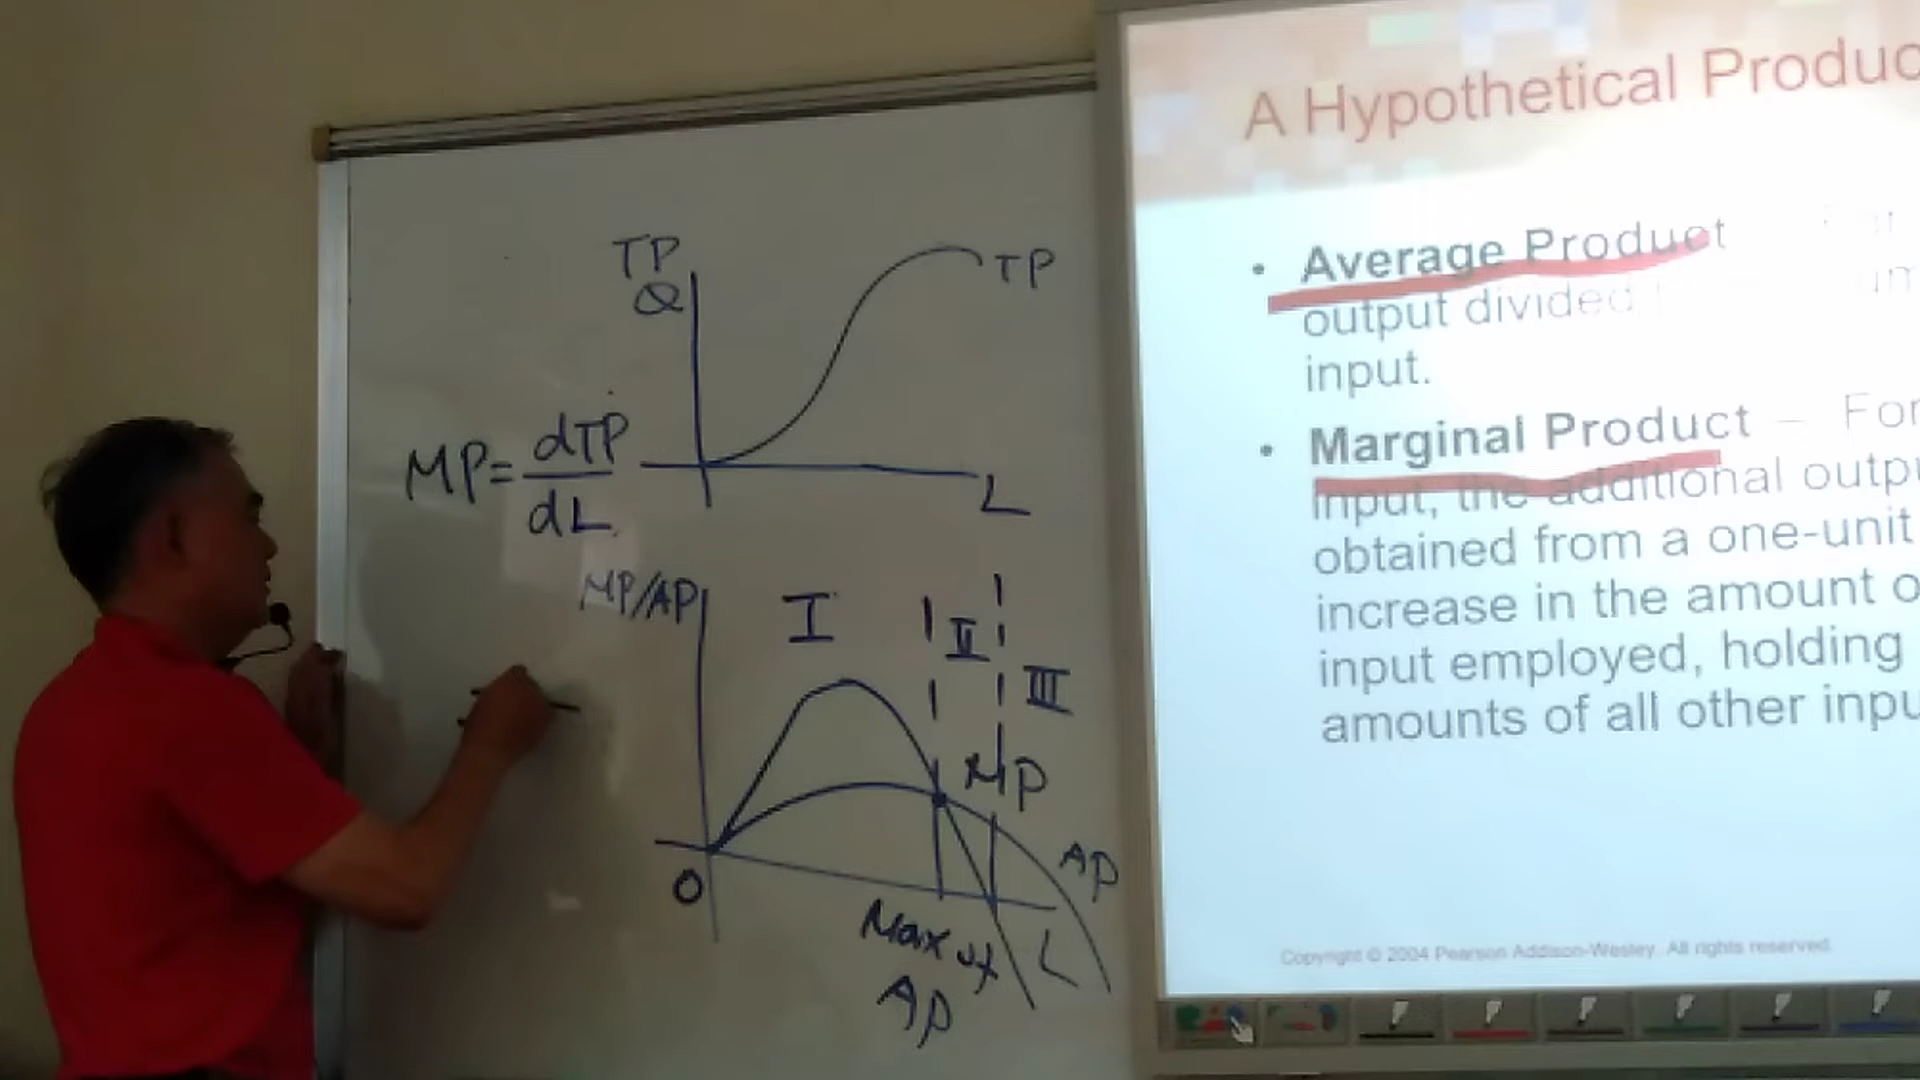 TP
Q
TP
MP = dTP
dL
L
MP/AP
I
II
III
MP
AP
O
Max of
AP
L
A Hypothetical Produc
• Average Product
output divided
input.
• Marginal Product – For
input, the additional outpu
obtained from a one-unit
increase in the amount o
input employed, holding
amounts of all other inpu
Copyright © 2004 Pearson Addison-Wesley. All rights reserved.